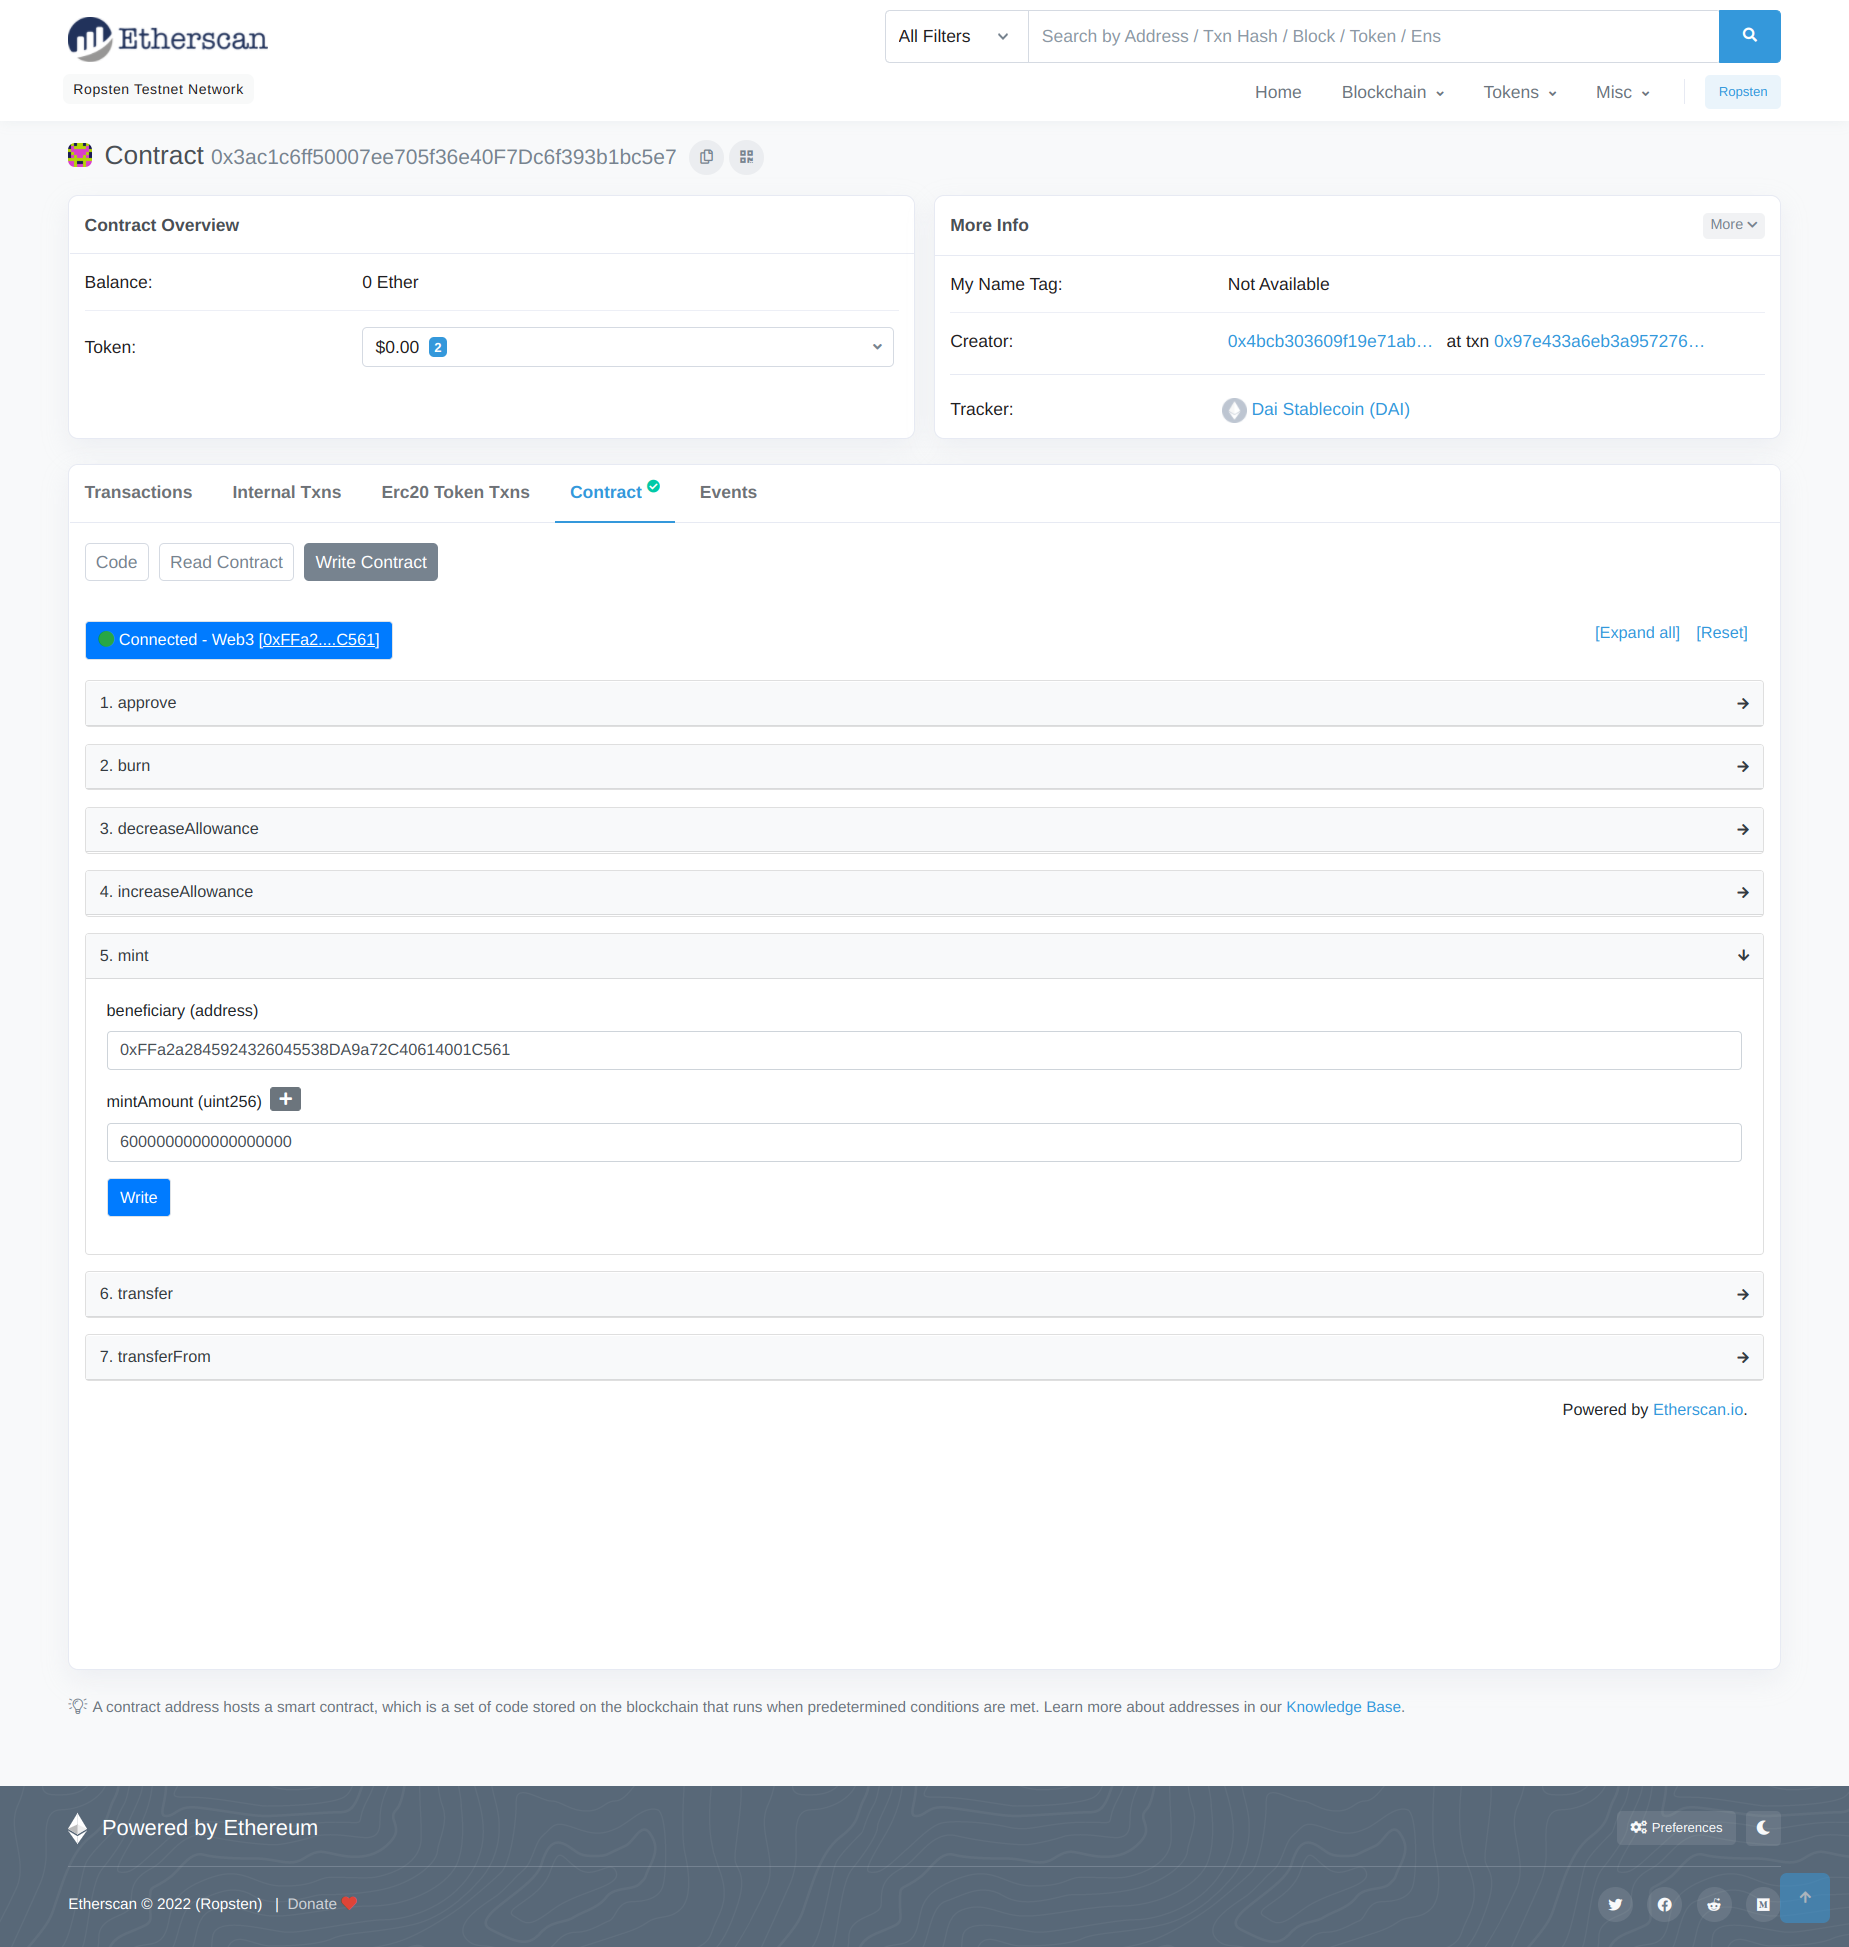 Etherscan
All Filters
Search by Address / Txn Hash / Block / Token / Ens
Ropsten Testnet Network
Home Blockchain Tokens Misc Ropsten
Contract 0x3ac1c6ff50007ee705f36e40F7Dc6f393b1bc5e7
Contract Overview
Balance: 0 Ether
Token: $0.00 2
More Info More
My Name Tag: Not Available
Creator: 0x4bcb303609f19e71ab... at txn 0x97e433a6eb3a957276...
Tracker: Dai Stablecoin (DAI)
Transactions Internal Txns Erc20 Token Txns Contract Events
Code Read Contract Write Contract
Connected - Web3 [0xFFa2....C561] [Expand all] [Reset]
1. approve
2. burn
3. decreaseAllowance
4. increaseAllowance
5. mint
beneficiary (address)
0xFFa2a2845924326045538DA9a72C40614001C561
mintAmount (uint256)
6000000000000000000
Write
6. transfer
7. transferFrom
Powered by Etherscan.io.
A contract address hosts a smart contract, which is a set of code stored on the blockchain that runs when predetermined conditions are met. Learn more about addresses in our Knowledge Base.
Powered by Ethereum
Preferences
Etherscan © 2022 (Ropsten) | Donate